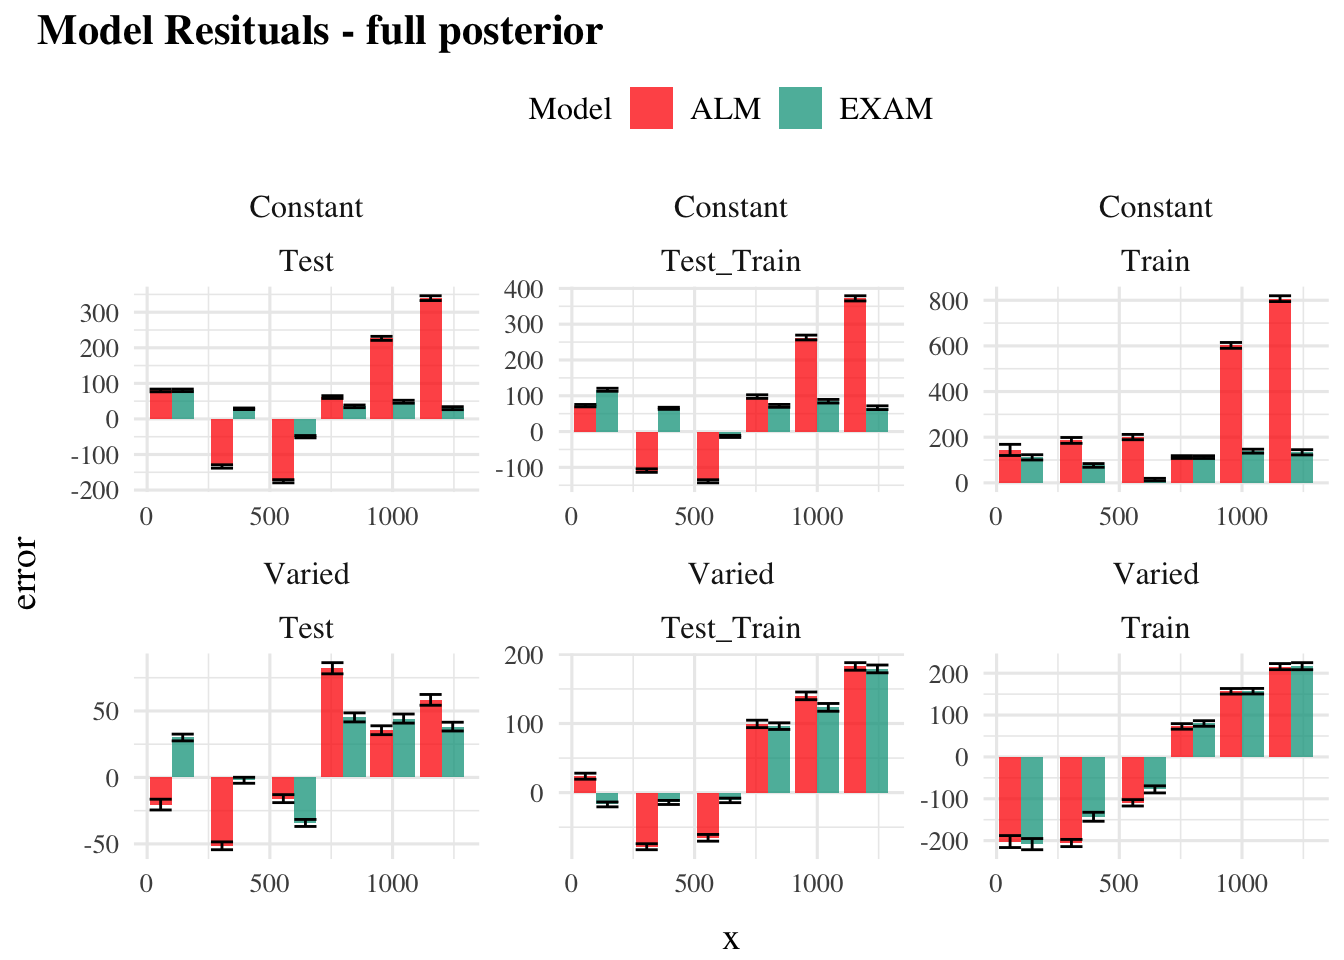 Model Resituals - full posterior
Model ALM EXAM
Constant Constant Constant
Test Test_Train Train
300
200
100
0
-100
-200
0 500 1000
400
300
200
100
0
-100
0 500 1000
800
600
400
200
0
0 500 1000
error
Varied Varied Varied
Test Test_Train Train
50
0
-50
0 500 1000
200
100
0
0 500 1000
200
100
0
-100
-200
0 500 1000
x